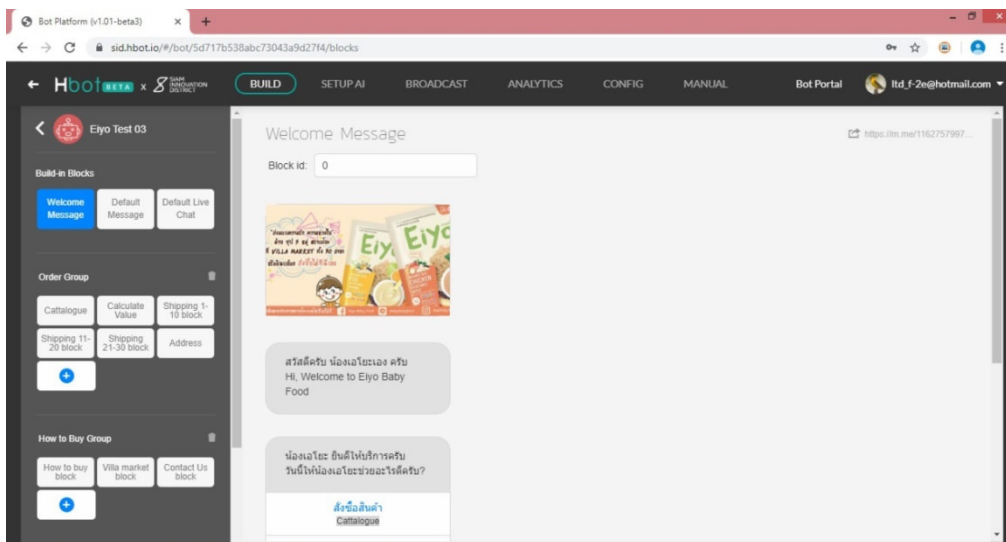 Bot Platform (v1.01-beta3)
sid.hbot.io/#/bot/5d717b538abc73043a9d27f4/blocks
Hbot BETA x SIAM INNOVATION DISTRICT
BUILD SETUP AI BROADCAST ANALYTICS CONFIG MANUAL Bot Portal ltd_f-2e@hotmail.com
Eiyo Test 03
Build-in Blocks
Welcome Message
Default Message
Default Live Chat
Order Group
Cattalogue
Calculate Value
Shipping 1-10 block
Shipping 11-20 block
Shipping 21-30 block
Address
How to Buy Group
How to buy block
Villa market block
Contact Us block
Welcome Message
https://m.me/1162757997...
Block id: 0
VILLA MARKET
Eiyo
Eiyo
CHICKEN
สวัสดีครับ น้องเอโยะเอง ครับ
Hi, Welcome to Eiyo Baby
Food
น้องเอโยะ ยินดีให้บริการครับ
วันนี้ให้น้องเอโยะช่วยอะไรดีครับ?
สั่งซื้อสินค้า
Cattalogue